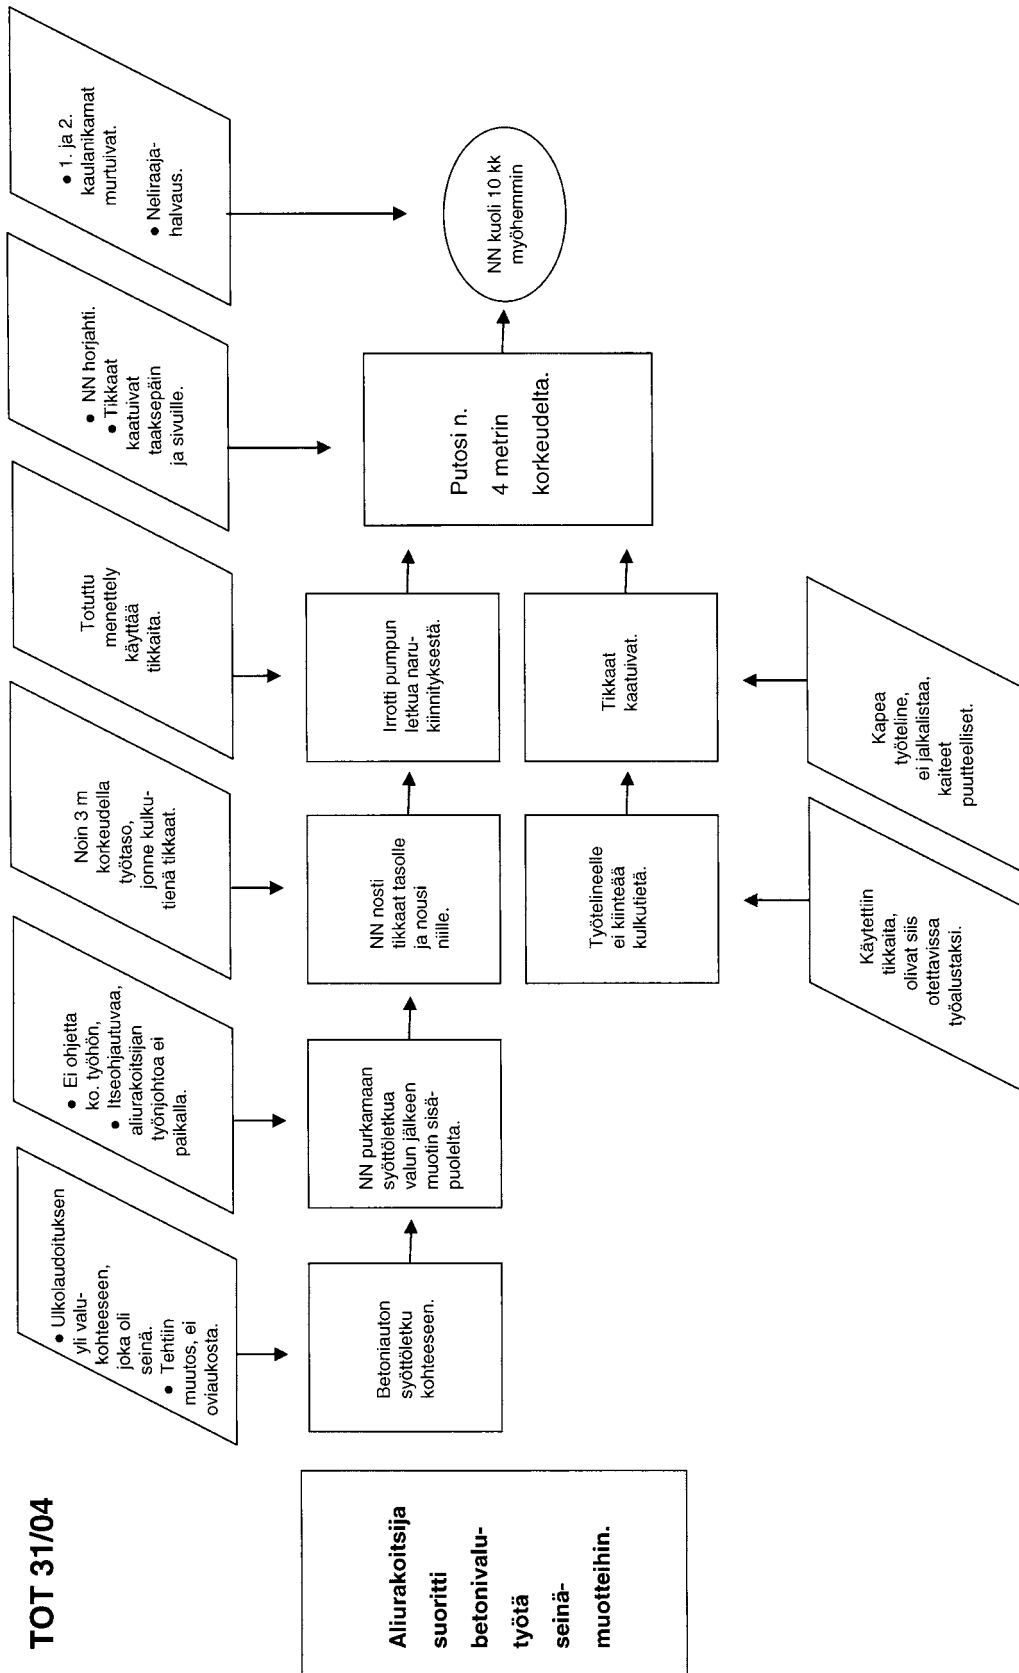 TOT 31/04
● Ulkolaudoituksen
yli valu-
kohteeseen,
joka oli
seinä.
● Tehtiin
muutos, ei
oviaukosta.
● Ei ohjetta
ko. työhön,
● Itseohjautuvaa,
aliurakoitsijan
työnjohtoa ei
paikalla.
Noin 3 m
korkeudella
työtaso,
jonne kulku-
tienä tikkaat.
Totuttu
menettely
käyttää
tikkaita.
● NN horjahti.
● Tikkaat
kaatuivat
taaksepäin
ja sivuille.
● 1. ja 2.
kaulanikamat
murtuivat.
● Neliraaja-
halvaus.
Aliurakoitsija
suoritti
betonivalu-
työtä
seinä-
muotteihin.
Betoniauton
syöttöletku
kohteeseen.
NN purkamaan
syöttöletkua
valun jälkeen
muotin sisä-
puolelta.
NN nosti
tikkaat tasolle
ja nousi
niille.
Irrotti pumpun
letkua naru-
kiinnityksestä.
Putosi n.
4 metrin
korkeudelta.
NN kuoli 10 kk
myöhemmin
Työtelineelle
ei kiinteää
kulkutietä.
Tikkaat
kaatuivat.
Käytettiin
tikkaita,
olivat siis
otettavissa
työalustaksi.
Kapea
työteline,
ei jalkalistaa,
kaiteet
puutteelliset.